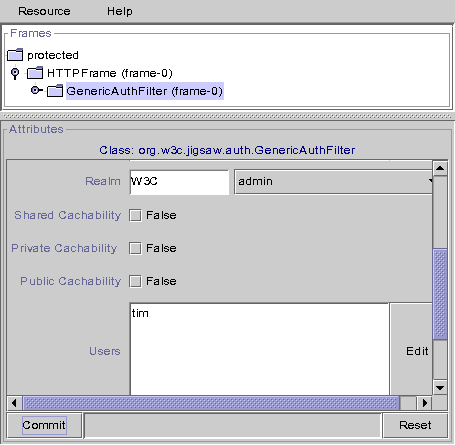 Resource Help
Frames
protected
HTTPFrame (frame-0)
GenericAuthFilter (frame-0)
Attributes
Class: org.w3c.jigsaw.auth.GenericAuthFilter
Realm W3C admin
Shared Cachability False
Private Cachability False
Public Cachability False
tim
Users Edit
Commit Reset